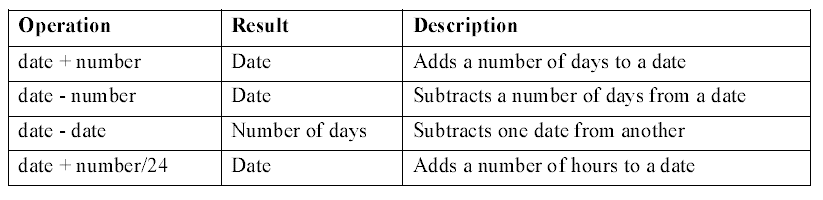 Operation Result Description
date + number Date Adds a number of days to a date
date - number Date Subtracts a number of days from a date
date - date Number of days Subtracts one date from another
date + number/24 Date Adds a number of hours to a date